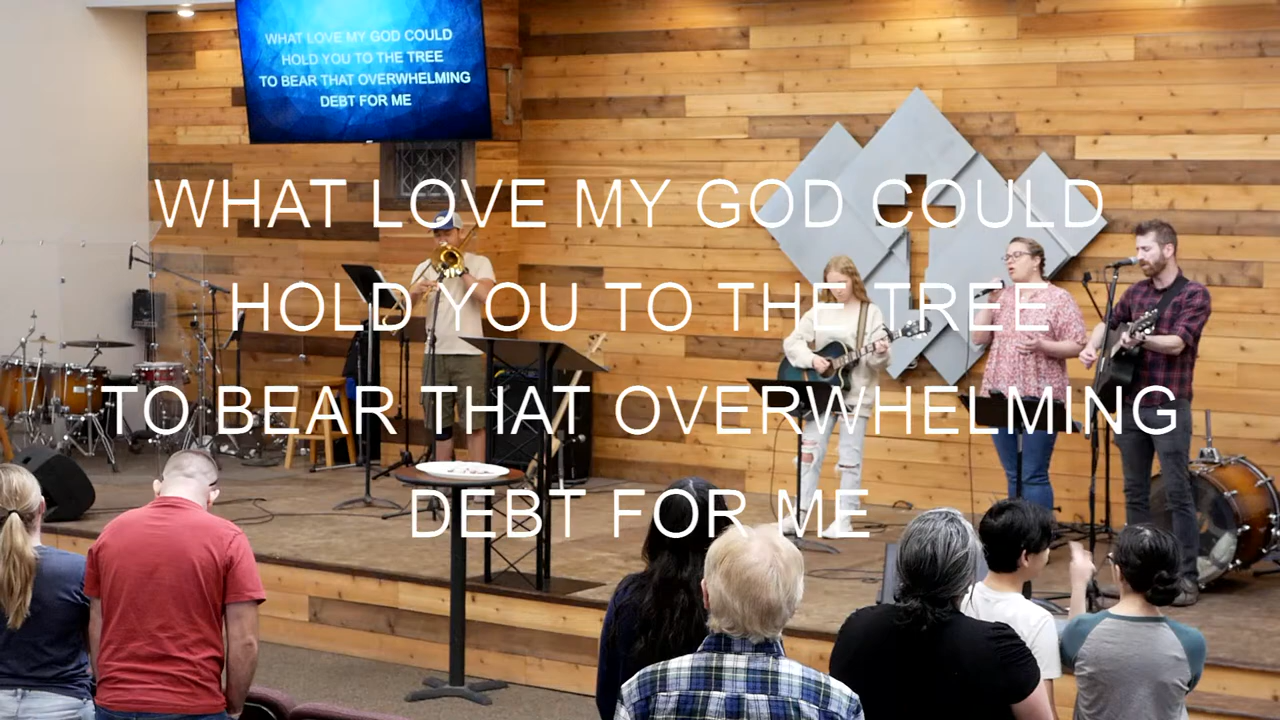 WHAT LOVE MY GOD COULD
HOLD YOU TO THE TREE
TO BEAR THAT OVERWHELMING
DEBT FOR ME
WHAT LOVE MY GOD COULD
HOLD YOU TO THE TREE
TO BEAR THAT OVERWHELMING
DEBT FOR ME